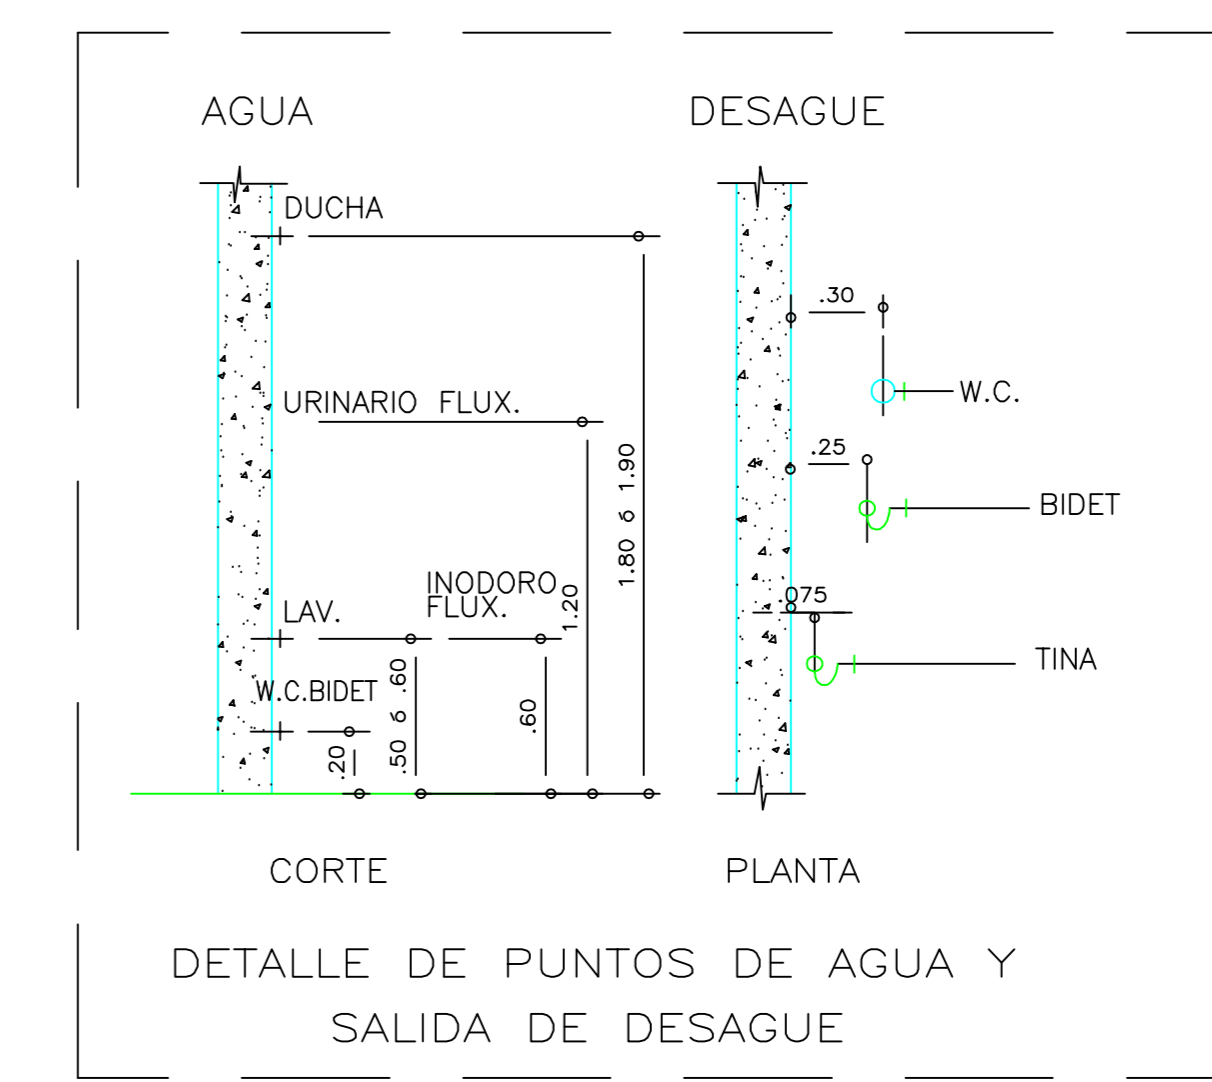 AGUA
DESAGUE
DUCHA
.30
W.C.
URINARIO FLUX.
1.80 ó 1.90
.25
BIDET
INODORO
FLUX.
1.20
LAV.
.075
TINA
W.C.BIDET
.50 ó .60
.60
.20
CORTE
PLANTA
DETALLE DE PUNTOS DE AGUA Y
SALIDA DE DESAGUE